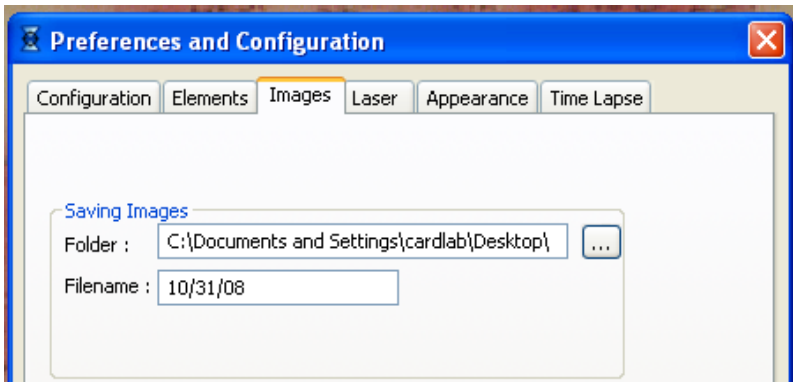 Preferences and Configuration
Configuration Elements Images Laser Appearance Time Lapse
Saving Images
Folder : C:\Documents and Settings\cardlab\Desktop\ ...
Filename : 10/31/08